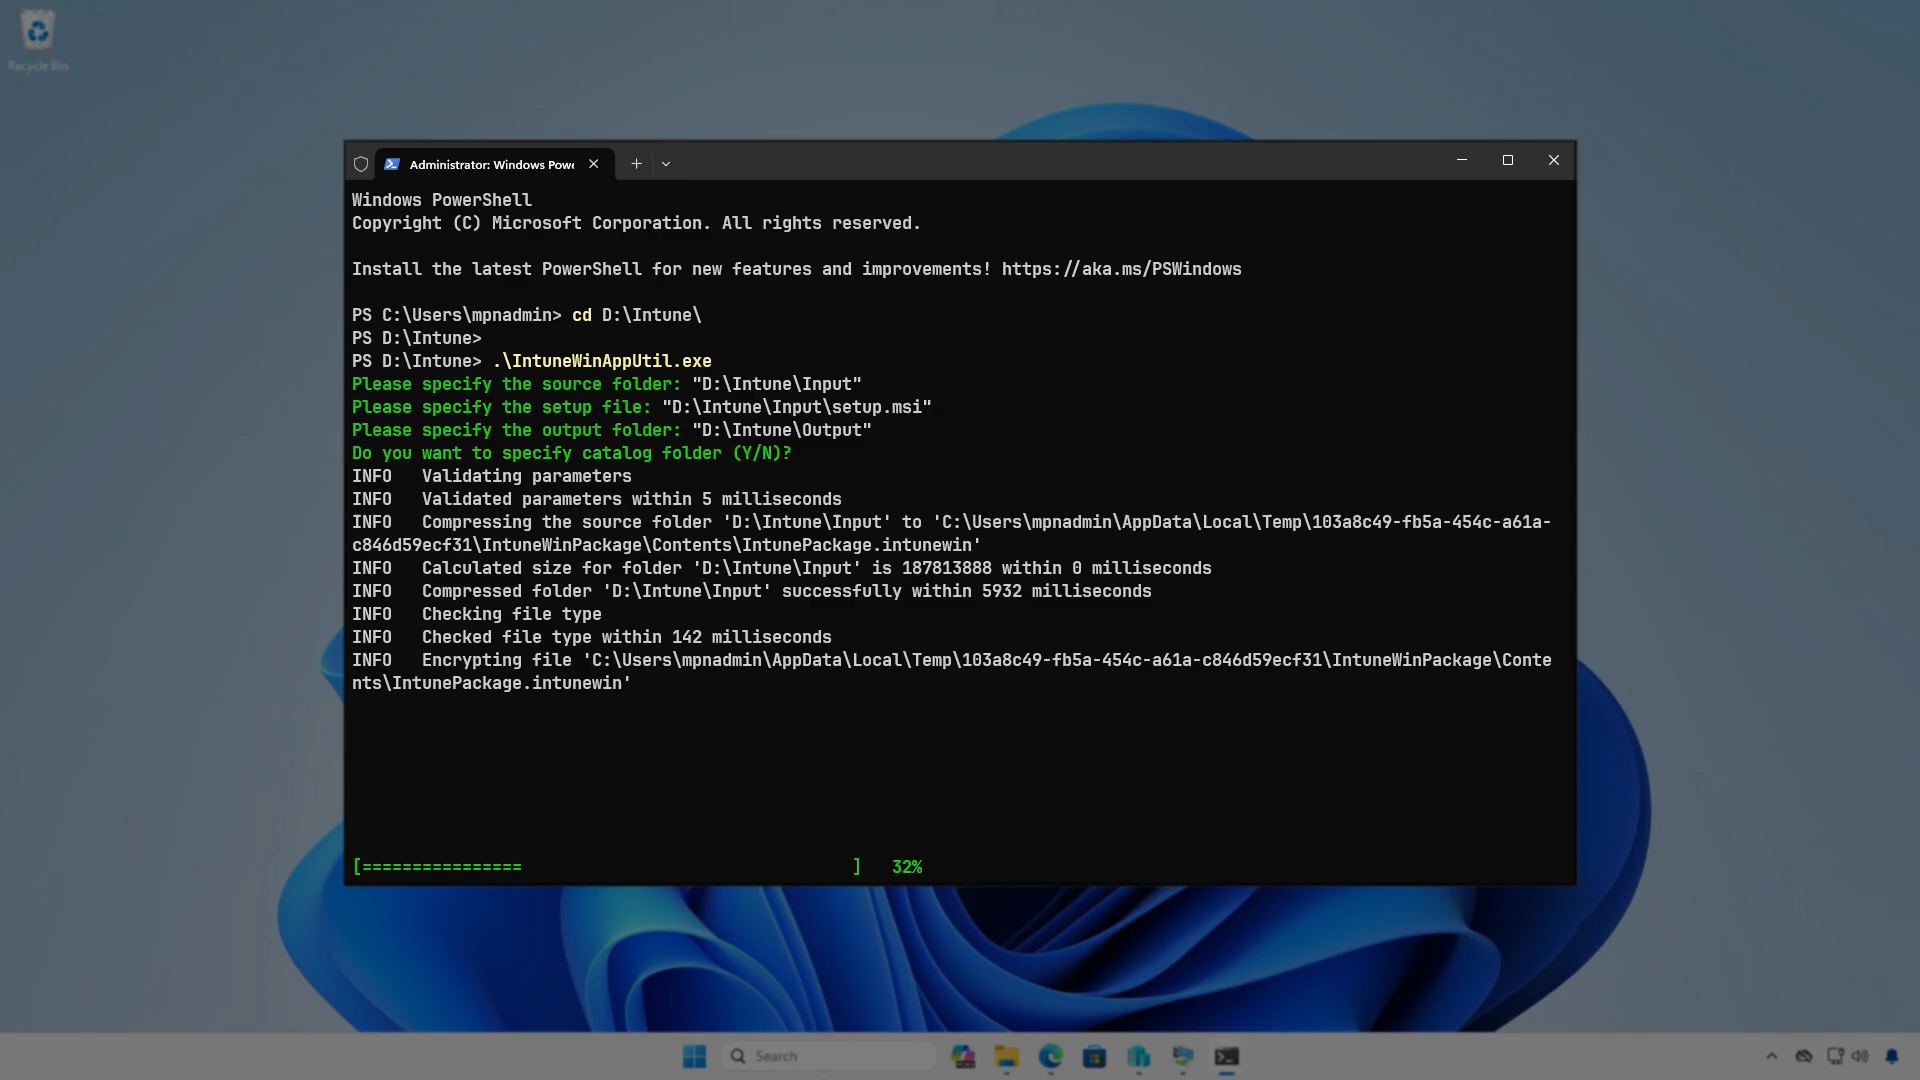 Recycle Bin
Administrator: Windows Powe
Windows PowerShell
Copyright (C) Microsoft Corporation. All rights reserved.
Install the latest PowerShell for new features and improvements! https://aka.ms/PSWindows
PS C:\Users\mpnadmin> cd D:\Intune\
PS D:\Intune>
PS D:\Intune> .\IntuneWinAppUtil.exe
Please specify the source folder: "D:\Intune\Input"
Please specify the setup file: "D:\Intune\Input\setup.msi"
Please specify the output folder: "D:\Intune\Output"
Do you want to specify catalog folder (Y/N)?
INFO   Validating parameters
INFO   Validated parameters within 5 milliseconds
INFO   Compressing the source folder 'D:\Intune\Input' to 'C:\Users\mpnadmin\AppData\Local\Temp\103a8c49-fb5a-454c-a61a-
c846d59ecf31\IntuneWinPackage\Contents\IntunePackage.intunewin'
INFO   Calculated size for folder 'D:\Intune\Input' is 187813888 within 0 milliseconds
INFO   Compressed folder 'D:\Intune\Input' successfully within 5932 milliseconds
INFO   Checking file type
INFO   Checked file type within 142 milliseconds
INFO   Encrypting file 'C:\Users\mpnadmin\AppData\Local\Temp\103a8c49-fb5a-454c-a61a-c846d59ecf31\IntuneWinPackage\Conte
nts\IntunePackage.intunewin'
[================                                 ]   32%
Search